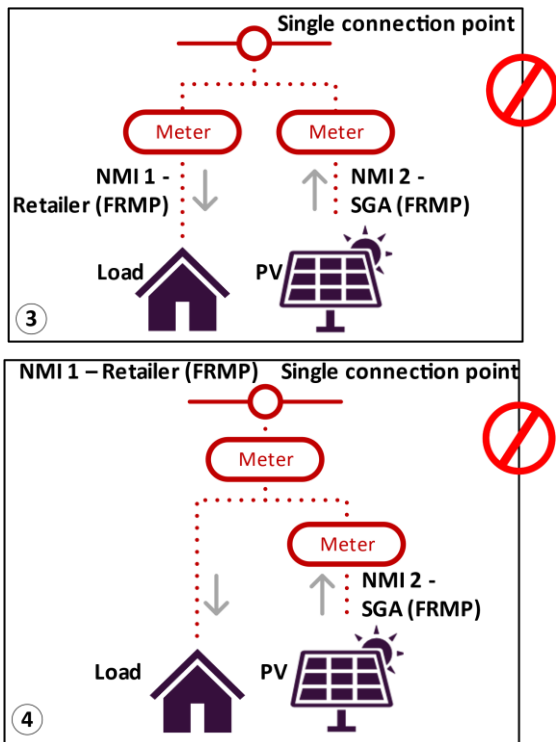 Single connection point
Meter
Meter
NMI 1 -
Retailer (FRMP)
NMI 2 -
SGA (FRMP)
Load
PV
3
NMI 1 – Retailer (FRMP)
Single connection point
Meter
Meter
NMI 2 -
SGA (FRMP)
Load
PV
4